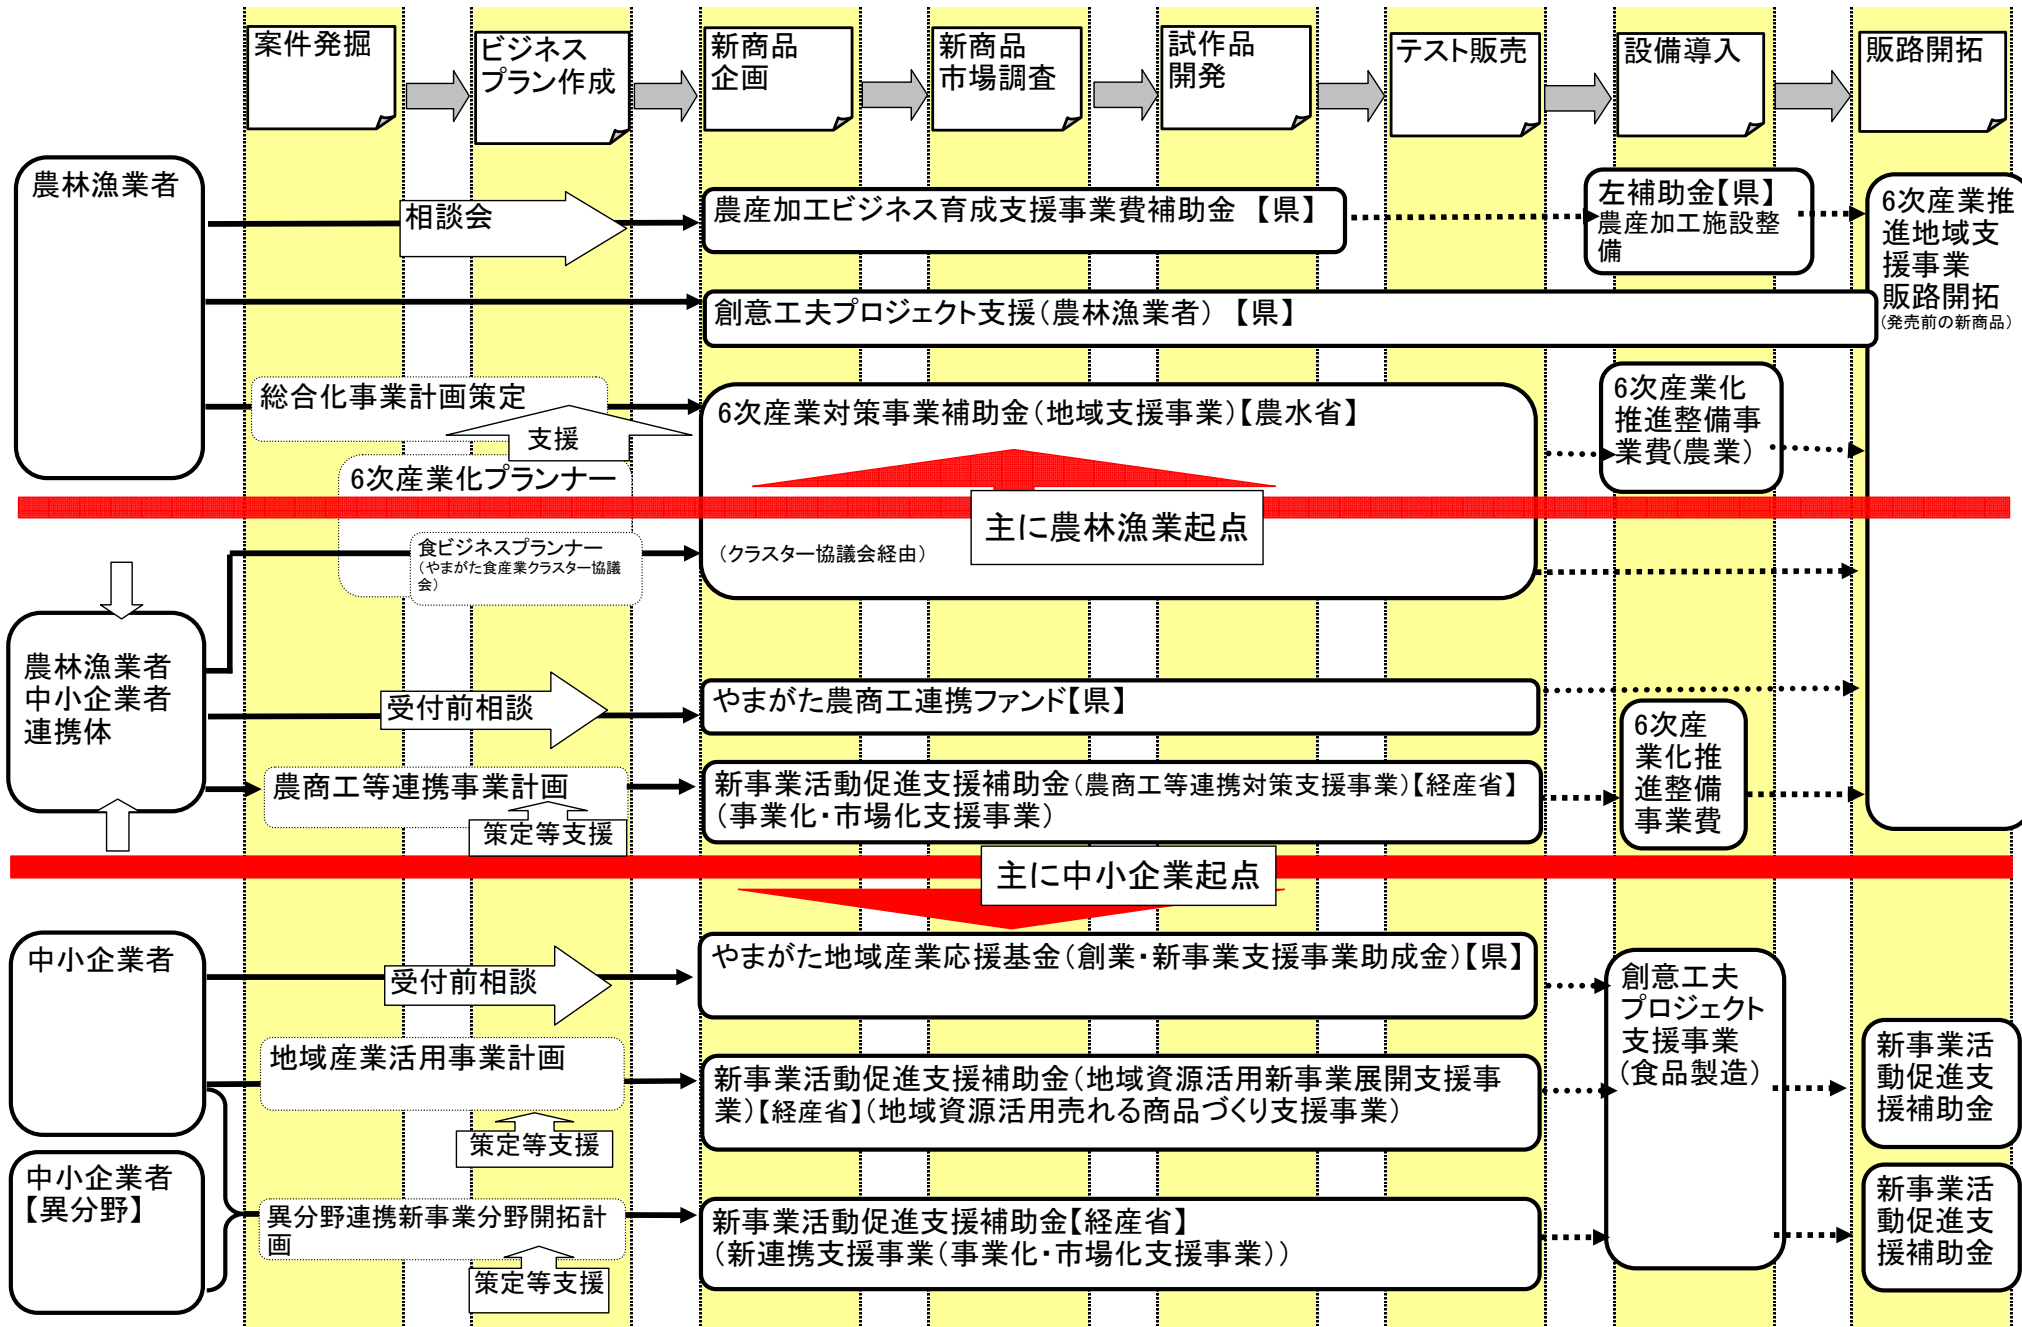 案件発掘
ビジネス
プラン作成
新商品
企画
新商品
市場調査
試作品
開発
テスト販売
設備導入
販路開拓
農林漁業者
相談会
農産加工ビジネス育成支援事業費補助金 【県】
左補助金【県】
農産加工施設整
備
6次産業推
進地域支
援事業
販路開拓
(発売前の新商品)
創意工夫プロジェクト支援(農林漁業者) 【県】
総合化事業計画策定
支援
6次産業化プランナー
6次産業対策事業補助金(地域支援事業)【農水省】
6次産業化
推進整備事
業費(農業)
主に農林漁業起点
食ビジネスプランナー
(やまがた食産業クラスター協議
会)
(クラスター協議会経由)
農林漁業者
中小企業者
連携体
受付前相談
やまがた農商工連携ファンド【県】
農商工等連携事業計画
策定等支援
新事業活動促進支援補助金(農商工等連携対策支援事業)【経産省】
(事業化・市場化支援事業)
6次産
業化推
進整備
事業費
主に中小企業起点
中小企業者
受付前相談
やまがた地域産業応援基金(創業・新事業支援事業助成金)【県】
創意工夫
プロジェクト
支援事業
(食品製造)
地域産業活用事業計画
策定等支援
新事業活動促進支援補助金(地域資源活用新事業展開支援事
業)【経産省】(地域資源活用売れる商品づくり支援事業)
新事業活
動促進支
援補助金
中小企業者
【異分野】
異分野連携新事業分野開拓計
画
策定等支援
新事業活動促進支援補助金【経産省】
(新連携支援事業(事業化・市場化支援事業))
新事業活
動促進支
援補助金